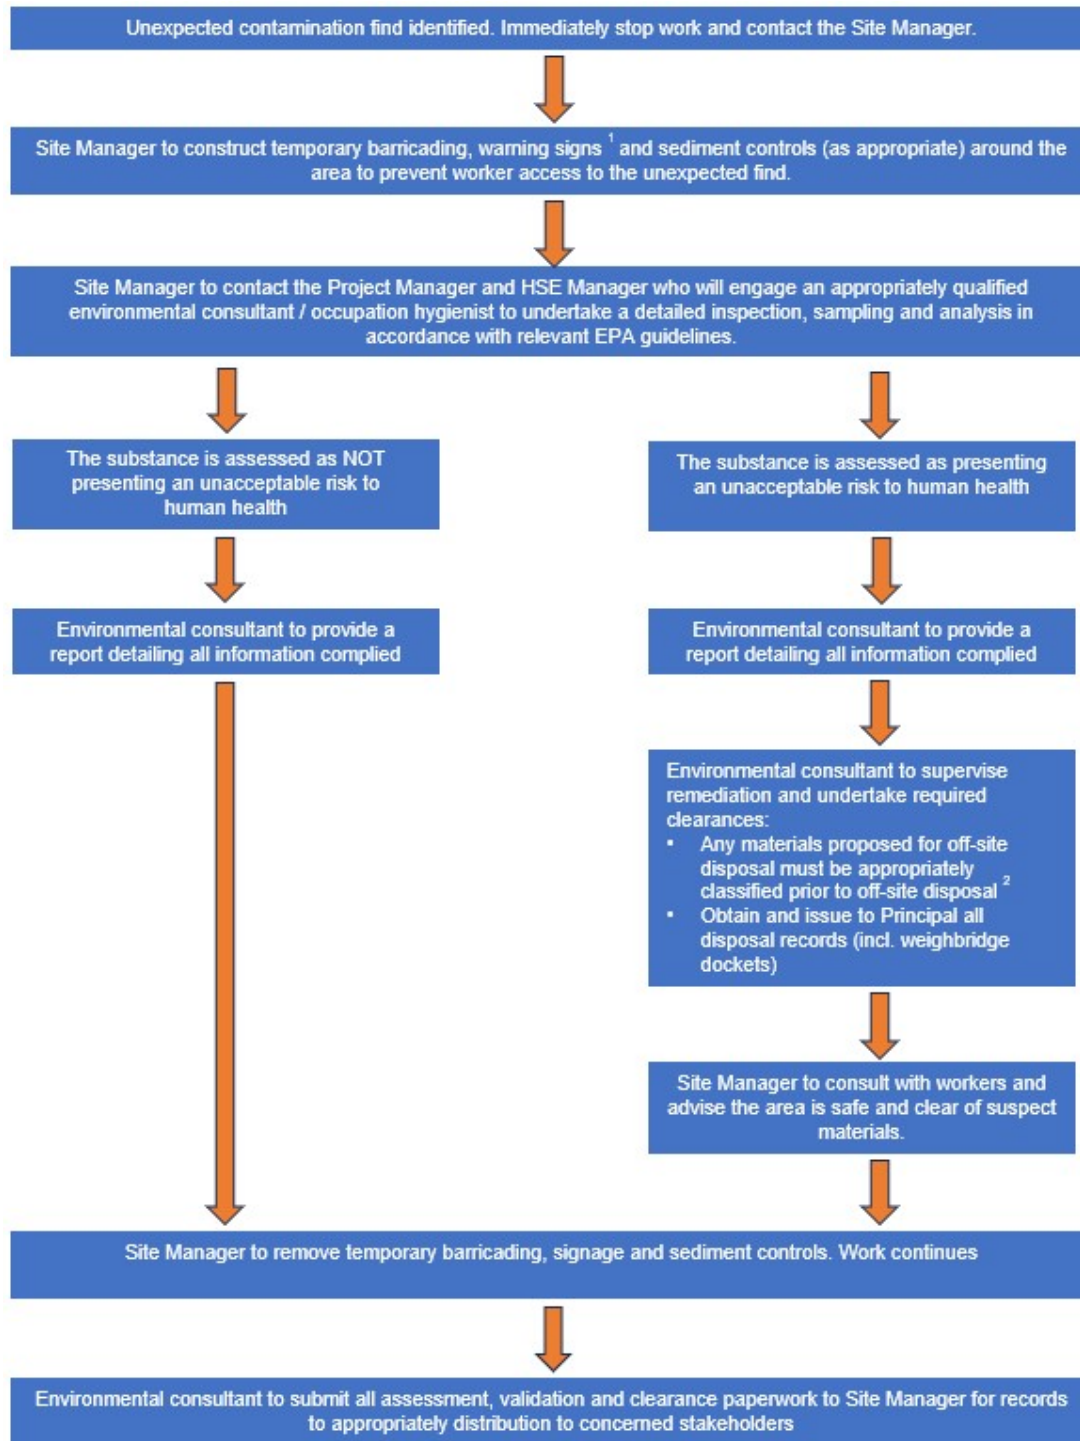 Unexpected contamination find identified. Immediately stop work and contact the Site Manager.
Site Manager to construct temporary barricading, warning signs 1 and sediment controls (as appropriate) around the
area to prevent worker access to the unexpected find.
Site Manager to contact the Project Manager and HSE Manager who will engage an appropriately qualified
environmental consultant / occupation hygienist to undertake a detailed inspection, sampling and analysis in
accordance with relevant EPA guidelines.
The substance is assessed as NOT
presenting an unacceptable risk to
human health
Environmental consultant to provide a
report detailing all information complied
The substance is assessed as presenting
an unacceptable risk to human health
Environmental consultant to provide a
report detailing all information complied
Environmental consultant to supervise
remediation and undertake required
clearances:
▪ Any materials proposed for off-site
disposal must be appropriately
classified prior to off-site disposal 2
▪ Obtain and issue to Principal all
disposal records (incl. weighbridge
dockets)
Site Manager to consult with workers and
advise the area is safe and clear of suspect
materials.
Site Manager to remove temporary barricading, signage and sediment controls. Work continues
Environmental consultant to submit all assessment, validation and clearance paperwork to Site Manager for records
to appropriately distribution to concerned stakeholders